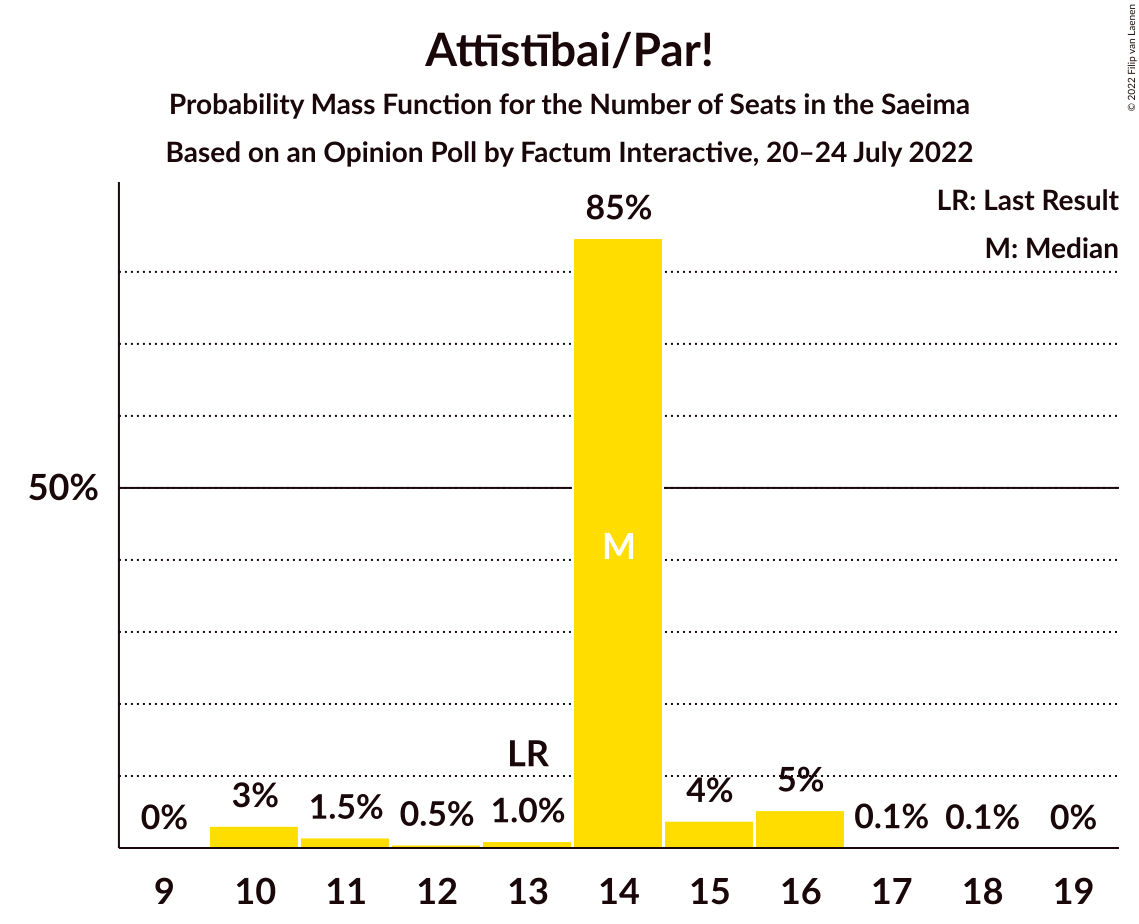 Attīstībai/Par!
Probability Mass Function for the Number of Seats in the Saeima
Based on an Opinion Poll by Factum Interactive, 20–24 July 2022
© 2022 Filip van Laenen
LR: Last Result
M: Median
85%
50%
M
LR
0% 3% 1.5% 0.5% 1.0% 4% 5% 0.1% 0.1% 0%
9 10 11 12 13 14 15 16 17 18 19